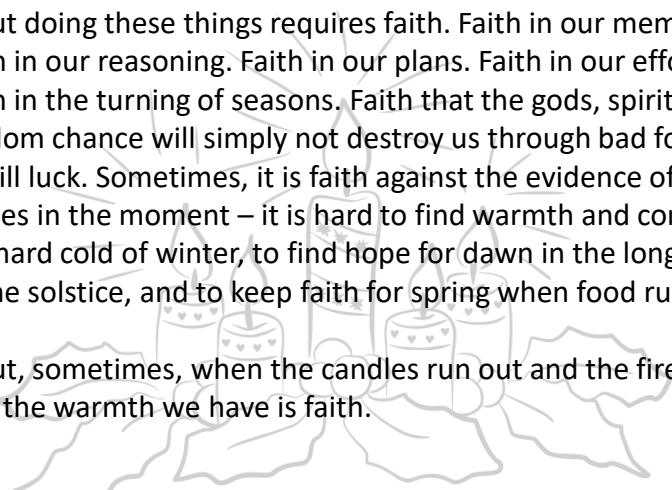 ut doing these things requires faith. Faith in our mem
n in our reasoning. Faith in our plans. Faith in our effo
n in the turning of seasons. Faith that the gods, spirit
dom chance will simply not destroy us through bad fo
ill luck. Sometimes, it is faith against the evidence of
es in the moment – it is hard to find warmth and cor
hard cold of winter, to find hope for dawn in the long
ne solstice, and to keep faith for spring when food ru
ut, sometimes, when the candles run out and the fire
the warmth we have is faith.